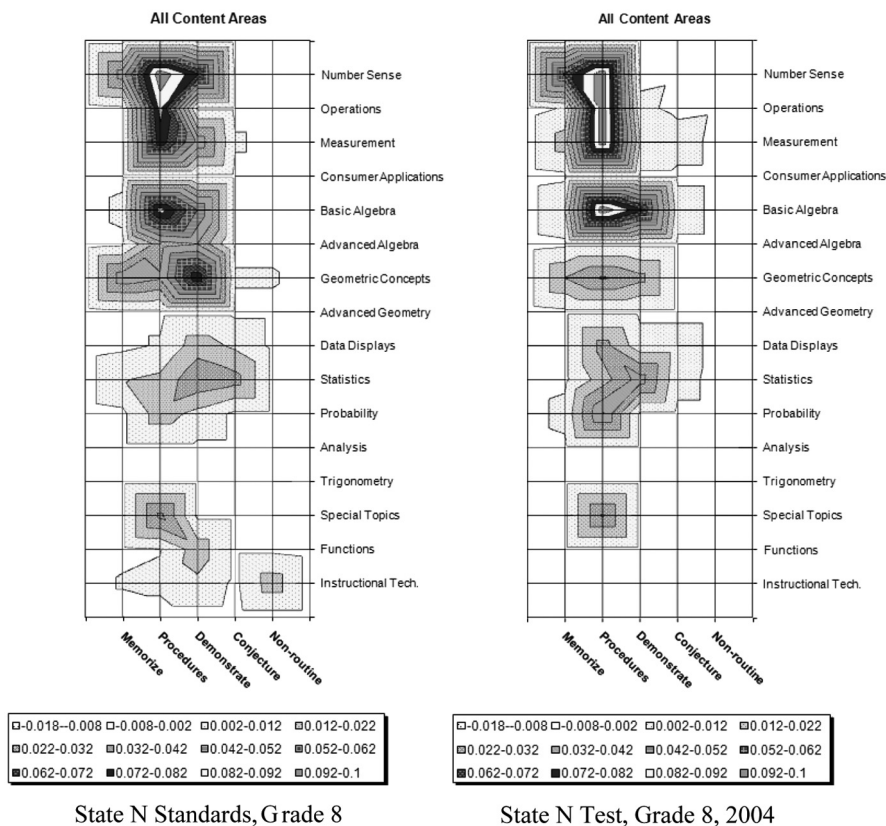 All Content Areas
Number Sense
Operations
Measurement
Consumer Applications
Basic Algebra
Advanced Algebra
Geometric Concepts
Advanced Geometry
Data Displays
Statistics
Probability
Analysis
Trigonometry
Special Topics
Functions
Instructional Tech.
Memorize
Procedures
Demonstrate
Conjecture
Non-routine
-0.018--0.008 -0.008-0.002 0.002-0.012 0.012-0.022
0.022-0.032 0.032-0.042 0.042-0.052 0.052-0.062
0.062-0.072 0.072-0.082 0.082-0.092 0.092-0.1
State N Standards, Grade 8
All Content Areas
Number Sense
Operations
Measurement
Consumer Applications
Basic Algebra
Advanced Algebra
Geometric Concepts
Advanced Geometry
Data Displays
Statistics
Probability
Analysis
Trigonometry
Special Topics
Functions
Instructional Tech.
Memorize
Procedures
Demonstrate
Conjecture
Non-routine
-0.018--0.008 -0.008-0.002 0.002-0.012 0.012-0.022
0.022-0.032 0.032-0.042 0.042-0.052 0.052-0.062
0.062-0.072 0.072-0.082 0.082-0.092 0.092-0.1
State N Test, Grade 8, 2004